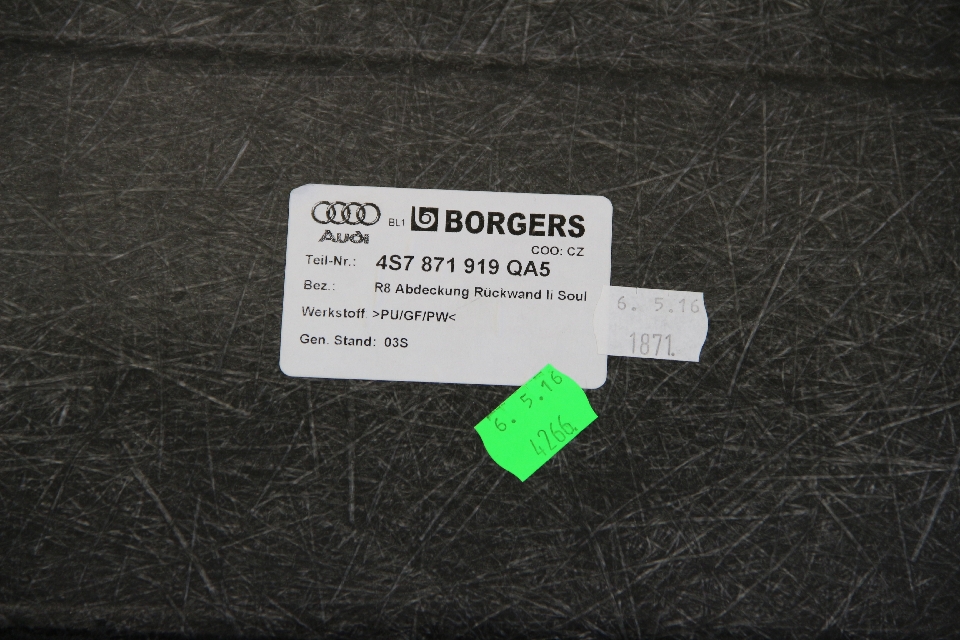 Audi BL1 BORGERS
COO: CZ
Teil-Nr.: 4S7 871 919 QA5
Bez.: R8 Abdeckung Rückwand li Soul
Werkstoff. >PU/GF/PW<
Gen. Stand: 03S
6. 5.16
1871.
6. 5.16
4266.